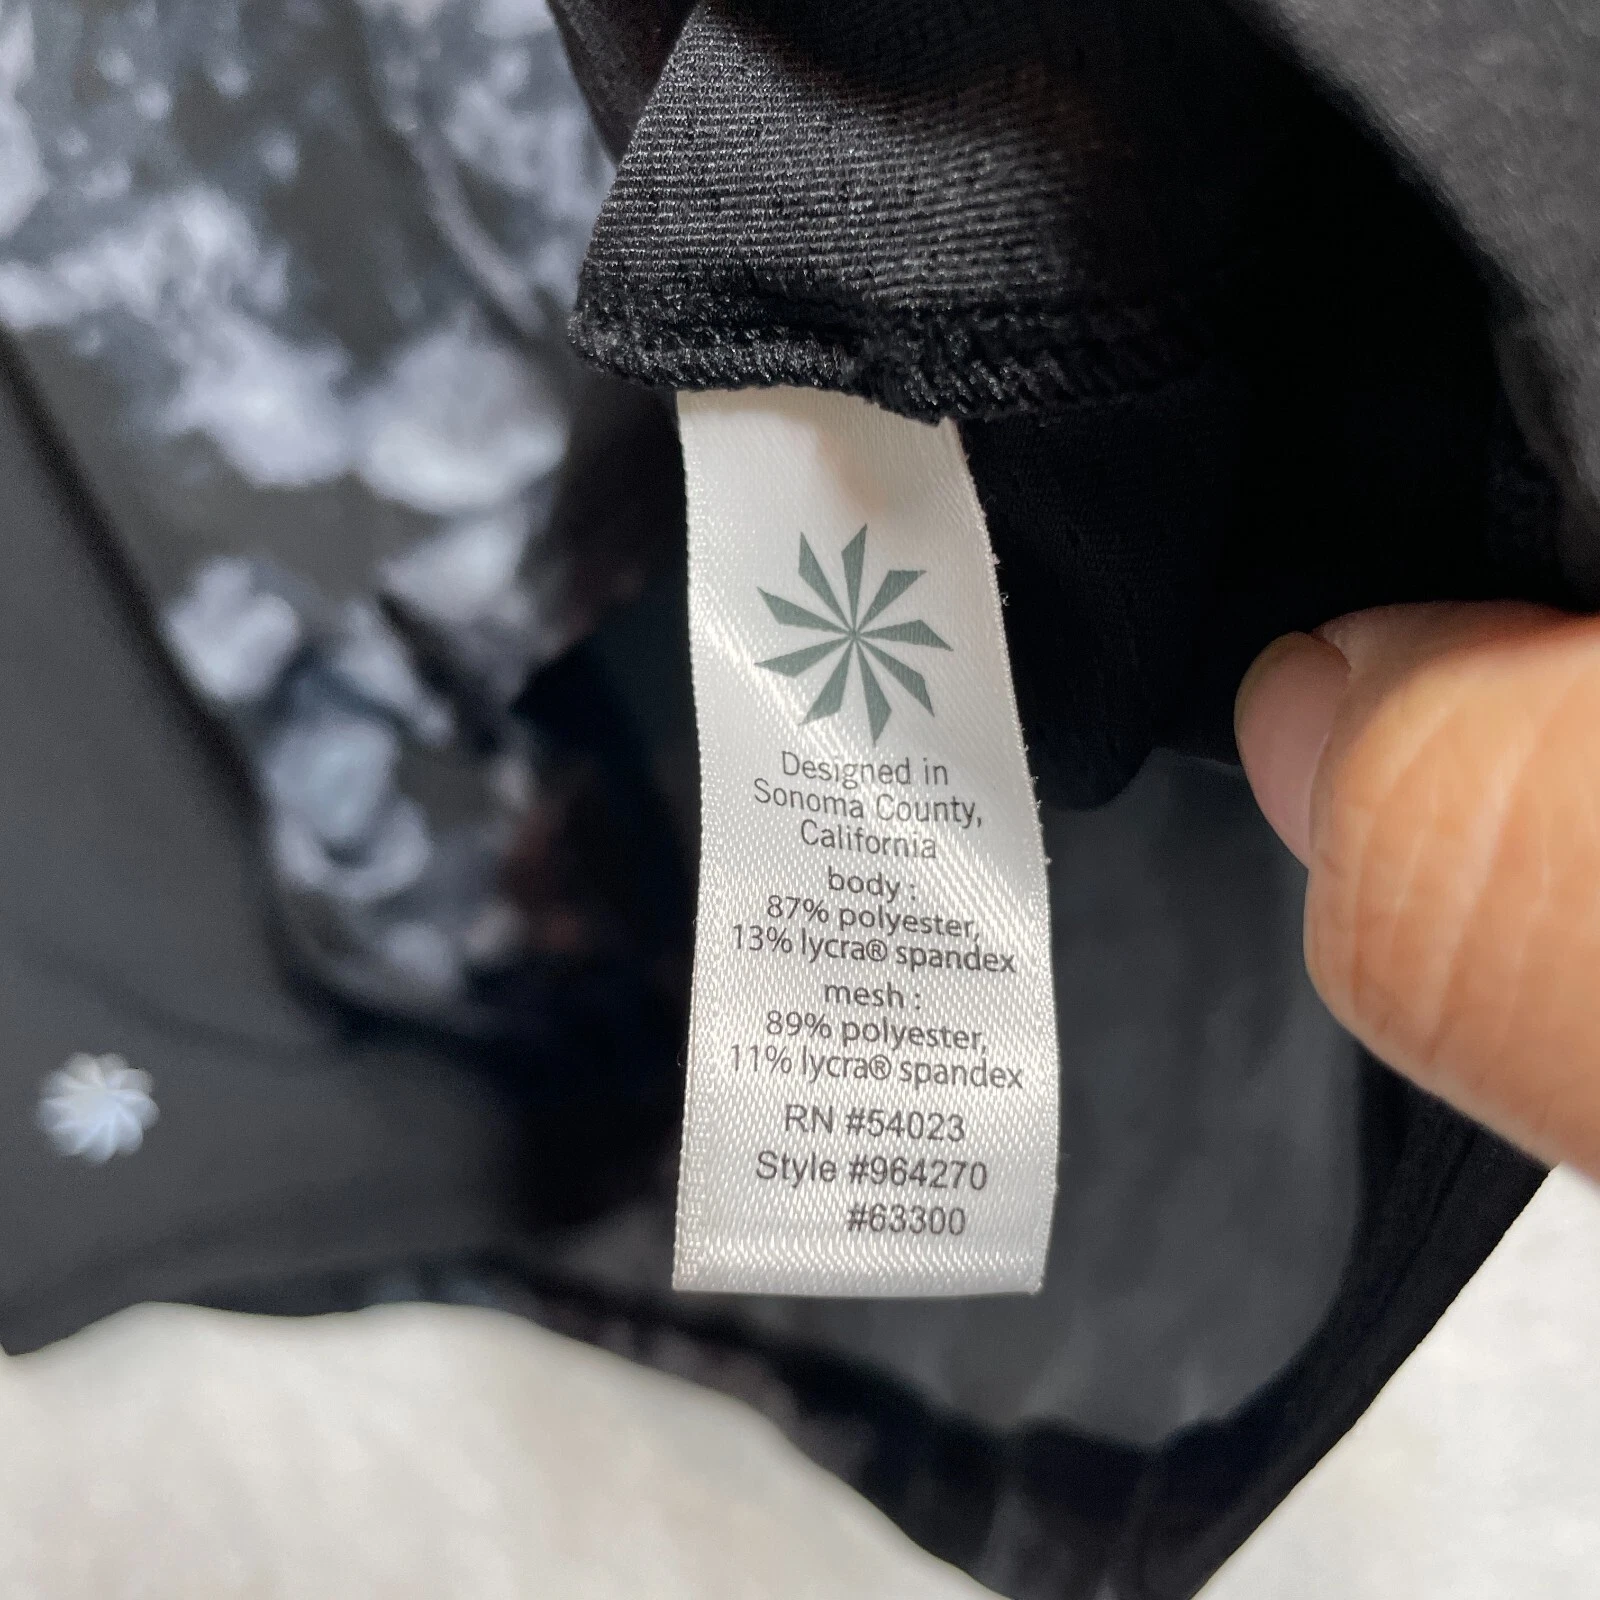 Designed in
Sonoma County,
California
body :
87% polyester,
13% lycra® spandex
mesh :
89% polyester,
11% lycra® spandex
RN #54023
Style #964270
#63300